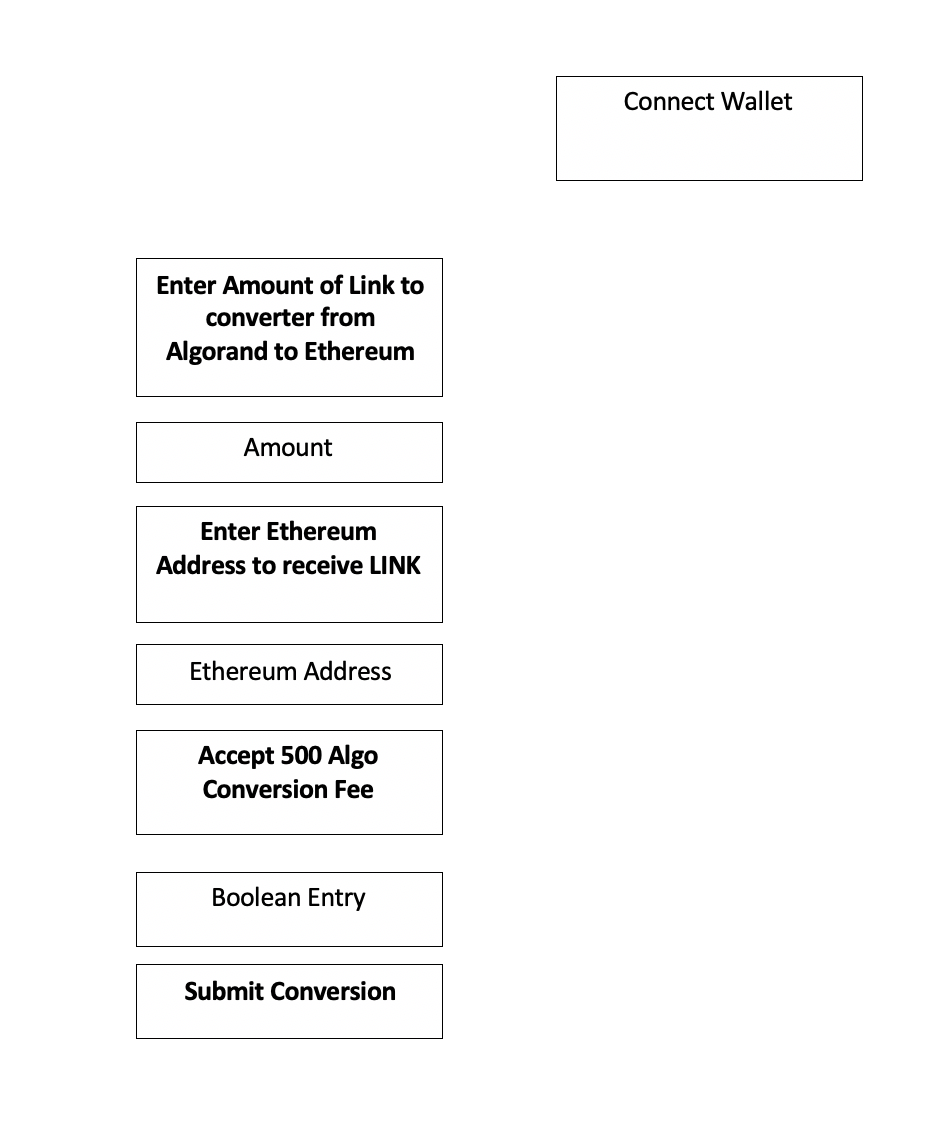 Connect Wallet
Enter Amount of Link to
converter from
Algorand to Ethereum
Amount
Enter Ethereum
Address to receive LINK
Ethereum Address
Accept 500 Algo
Conversion Fee
Boolean Entry
Submit Conversion